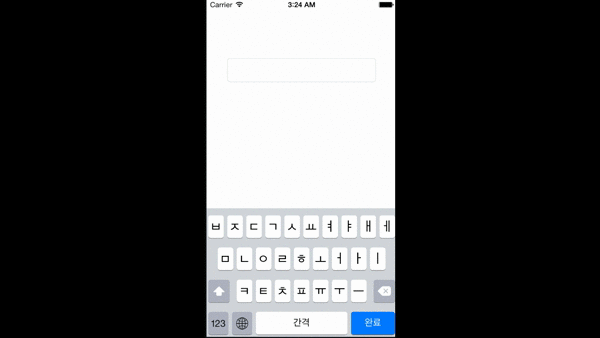 Carrier 3:24 AM
ㅂ ㅈ ㄷ ㄱ ㅅ ㅛ ㅕ ㅑ ㅐ ㅔ
ㅁ ㄴ ㅇ ㄹ ㅎ ㅗ ㅓ ㅏ ㅣ
ㅋ ㅌ ㅊ ㅍ ㅠ ㅜ ㅡ
123 간격 완료